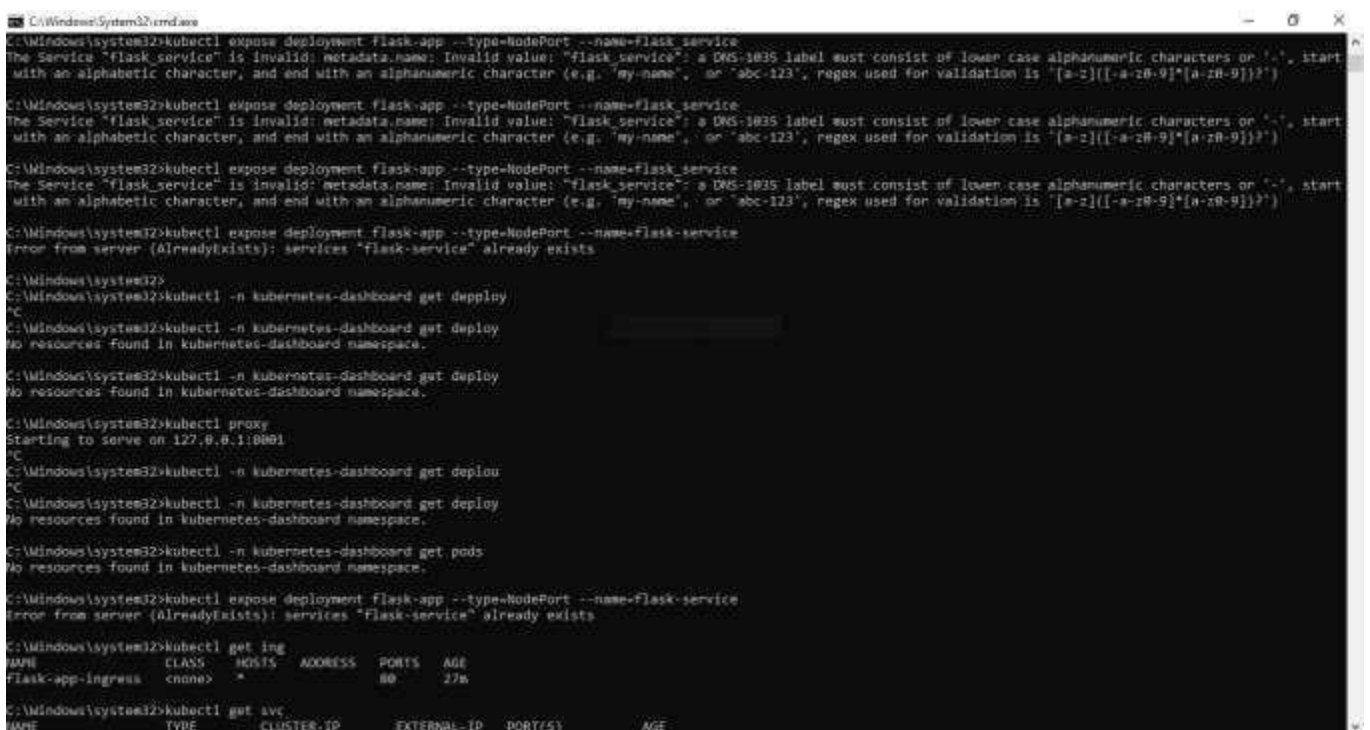 C:\Windows\System32\cmd.exe
C:\Windows\system32>kubectl expose deployment flask-app --type=NodePort --name=flask_service
The Service "flask_service" is invalid: metadata.name: Invalid value: "flask_service": a DNS-1035 label must consist of lower case alphanumeric characters or '-', start
with an alphabetic character, and end with an alphanumeric character (e.g. 'my-name',  or 'abc-123', regex used for validation is '[a-z]([-a-z0-9]*[a-z0-9])?')
C:\Windows\system32>kubectl expose deployment flask-app --type=NodePort --name=flask_service
The Service "flask_service" is invalid: metadata.name: Invalid value: "flask_service": a DNS-1035 label must consist of lower case alphanumeric characters or '-', start
with an alphabetic character, and end with an alphanumeric character (e.g. 'my-name',  or 'abc-123', regex used for validation is '[a-z]([-a-z0-9]*[a-z0-9])?')
C:\Windows\system32>kubectl expose deployment flask-app --type=NodePort --name=flask_service
The Service "flask_service" is invalid: metadata.name: Invalid value: "flask_service": a DNS-1035 label must consist of lower case alphanumeric characters or '-', start
with an alphabetic character, and end with an alphanumeric character (e.g. 'my-name',  or 'abc-123', regex used for validation is '[a-z]([-a-z0-9]*[a-z0-9])?')
C:\Windows\system32>kubectl expose deployment flask-app --type=NodePort --name=flask-service
Error from server (AlreadyExists): services "flask-service" already exists
C:\Windows\system32>
C:\Windows\system32>kubectl -n kubernetes-dashboard get depploy
^C
C:\Windows\system32>kubectl -n kubernetes-dashboard get deploy
No resources found in kubernetes-dashboard namespace.
C:\Windows\system32>kubectl -n kubernetes-dashboard get deploy
No resources found in kubernetes-dashboard namespace.
C:\Windows\system32>kubectl proxy
Starting to serve on 127.0.0.1:8001
^C
C:\Windows\system32>kubectl -n kubernetes-dashboard get deplou
^C
C:\Windows\system32>kubectl -n kubernetes-dashboard get deploy
No resources found in kubernetes-dashboard namespace.
C:\Windows\system32>kubectl -n kubernetes-dashboard get pods
No resources found in kubernetes-dashboard namespace.
C:\Windows\system32>kubectl expose deployment flask-app --type=NodePort --name=flask-service
Error from server (AlreadyExists): services "flask-service" already exists
C:\Windows\system32>kubectl get ing
NAME CLASS HOSTS ADDRESS PORTS AGE
flask-app-ingress <none> * 80 27m
C:\Windows\system32>kubectl get svc
NAME TYPE CLUSTER-IP EXTERNAL-IP PORT(S) AGE